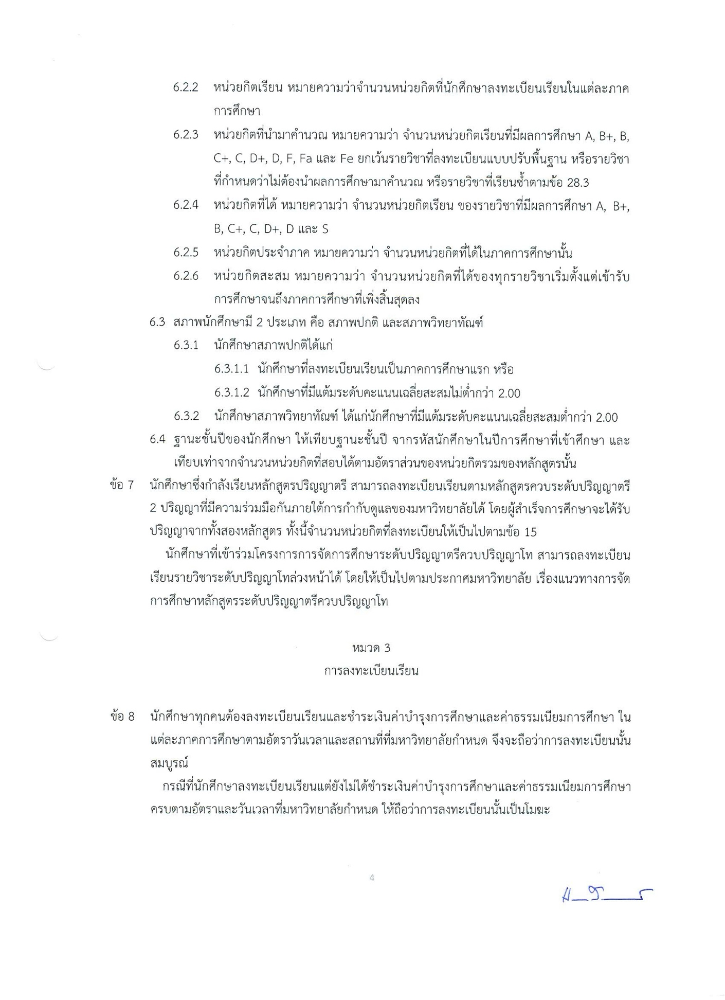 6.2.2 หน่วยกิตเรียน หมายความว่าจำนวนหน่วยกิตที่นักศึกษาลงทะเบียนเรียนในแต่ละภาค
การศึกษา
6.2.3 หน่วยกิตที่นำมาคำนวณ หมายความว่า จำนวนหน่วยกิตเรียนที่มีผลการศึกษา A, B+, B,
C+, C, D+, D, F, Fa และ Fe ยกเว้นรายวิชาที่ลงทะเบียนแบบปรับพื้นฐาน หรือรายวิชา
ที่กำหนดว่าไม่ต้องนำผลการศึกษามาคำนวณ หรือรายวิชาที่เรียนซ้ำตามข้อ 28.3
6.2.4 หน่วยกิตที่ได้ หมายความว่า จำนวนหน่วยกิตเรียน ของรายวิชาที่มีผลการศึกษา A, B+,
B, C+, C, D+, D และ S
6.2.5 หน่วยกิตประจำภาค หมายความว่า จำนวนหน่วยกิตที่ได้ในภาคการศึกษานั้น
6.2.6 หน่วยกิตสะสม หมายความว่า จำนวนหน่วยกิตที่ได้ของทุกรายวิชาเริ่มตั้งแต่เข้ารับ
การศึกษาจนถึงภาคการศึกษาที่เพิ่งสิ้นสุดลง
6.3 สภาพนักศึกษามี 2 ประเภท คือ สภาพปกติ และสภาพวิทยาทัณฑ์
6.3.1 นักศึกษาสภาพปกติได้แก่
6.3.1.1 นักศึกษาที่ลงทะเบียนเรียนเป็นภาคการศึกษาแรก หรือ
6.3.1.2 นักศึกษาที่มีแต้มระดับคะแนนเฉลี่ยสะสมไม่ต่ำกว่า 2.00
6.3.2 นักศึกษาสภาพวิทยาทัณฑ์ ได้แก่นักศึกษาที่มีแต้มระดับคะแนนเฉลี่ยสะสมต่ำกว่า 2.00
6.4 ฐานะชั้นปีของนักศึกษา ให้เทียบฐานะชั้นปี จากรหัสนักศึกษาในปีการศึกษาที่เข้าศึกษา และ
เทียบเท่าจากจำนวนหน่วยกิตที่สอบได้ตามอัตราส่วนของหน่วยกิตรวมของหลักสูตรนั้น
ข้อ 7 นักศึกษาซึ่งกำลังเรียนหลักสูตรปริญญาตรี สามารถลงทะเบียนเรียนตามหลักสูตรควบระดับปริญญาตรี
2 ปริญญาที่มีความร่วมมือกันภายใต้การกำกับดูแลของมหาวิทยาลัยได้ โดยผู้สำเร็จการศึกษาจะได้รับ
ปริญญาจากทั้งสองหลักสูตร ทั้งนี้จำนวนหน่วยกิตที่ลงทะเบียนให้เป็นไปตามข้อ 15
นักศึกษาที่เข้าร่วมโครงการการจัดการศึกษาระดับปริญญาตรีควบปริญญาโท สามารถลงทะเบียน
เรียนรายวิชาระดับปริญญาโทล่วงหน้าได้ โดยให้เป็นไปตามประกาศมหาวิทยาลัย เรื่องแนวทางการจัด
การศึกษาหลักสูตรระดับปริญญาตรีควบปริญญาโท
หมวด 3
การลงทะเบียนเรียน
ข้อ 8 นักศึกษาทุกคนต้องลงทะเบียนเรียนและชำระเงินค่าบำรุงการศึกษาและค่าธรรมเนียมการศึกษา ใน
แต่ละภาคการศึกษาตามอัตราวันเวลาและสถานที่ที่มหาวิทยาลัยกำหนด จึงจะถือว่าการลงทะเบียนนั้น
สมบูรณ์
กรณีที่นักศึกษาลงทะเบียนเรียนแต่ยังไม่ได้ชำระเงินค่าบำรุงการศึกษาและค่าธรรมเนียมการศึกษา
ครบตามอัตราและวันเวลาที่มหาวิทยาลัยกำหนด ให้ถือว่าการลงทะเบียนนั้นเป็นโมฆะ
4